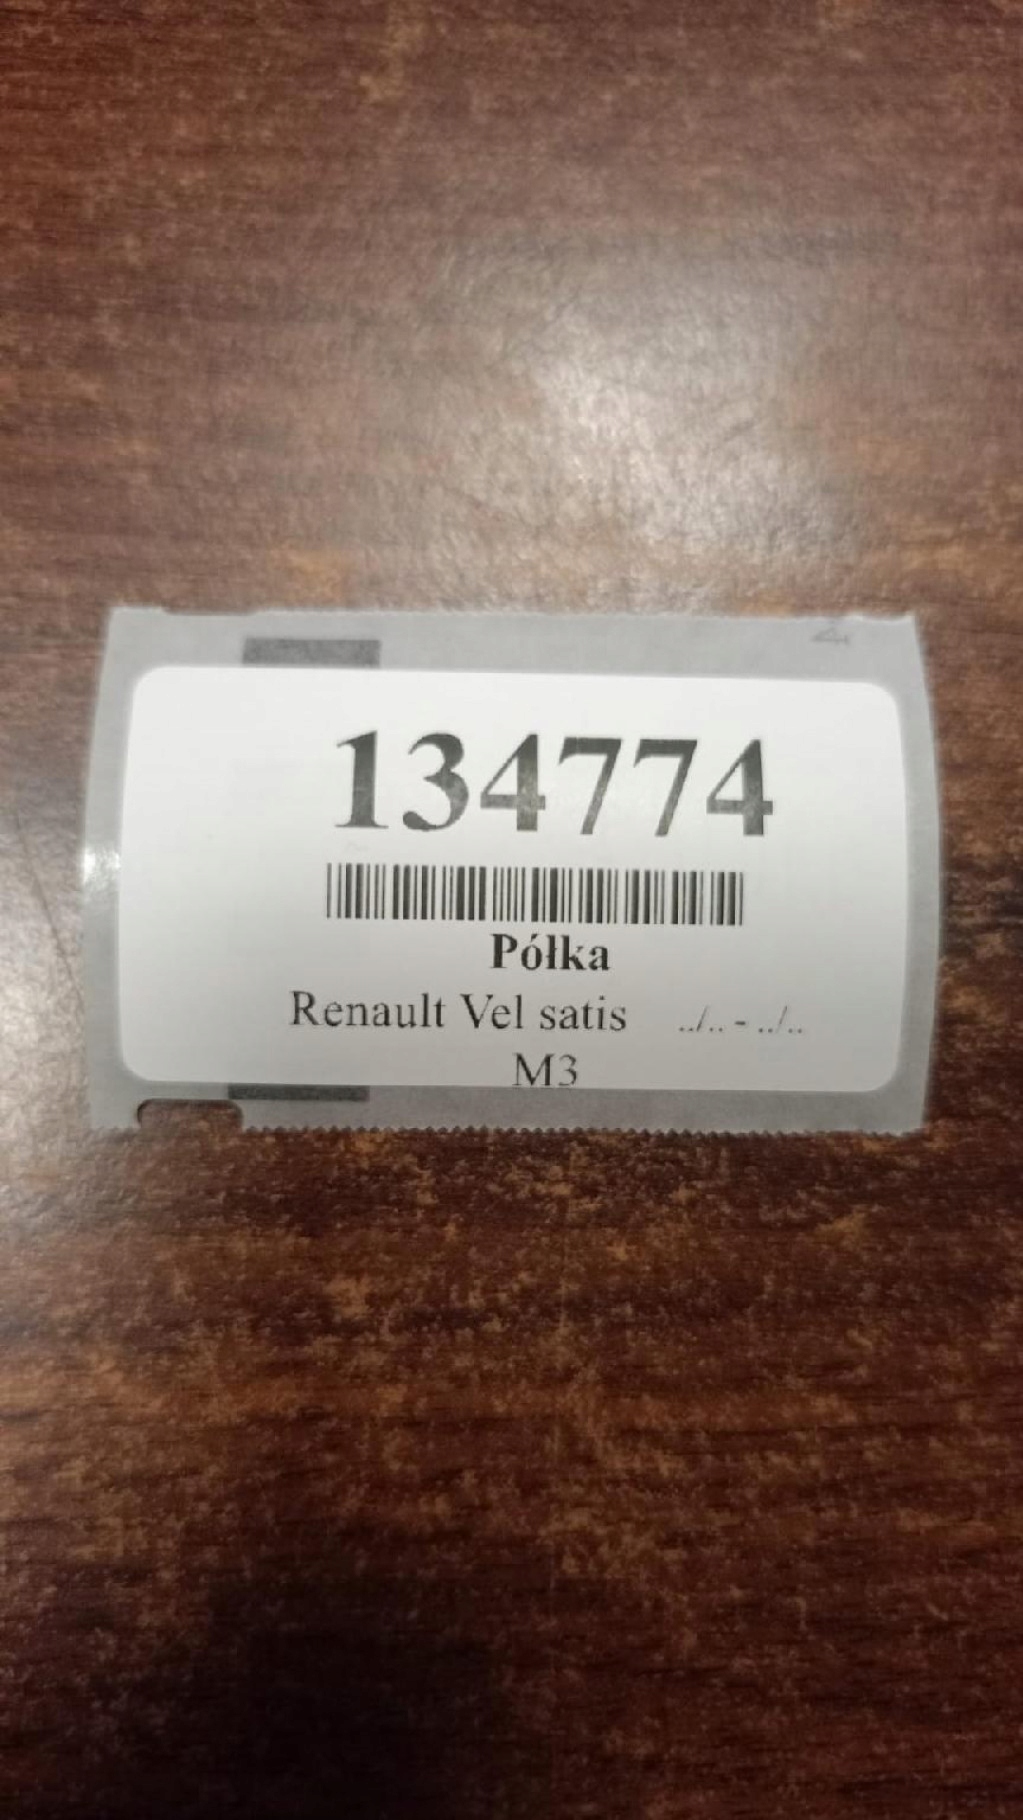 134774
Półka
Renault Vel satis ../.. - ../..
M3